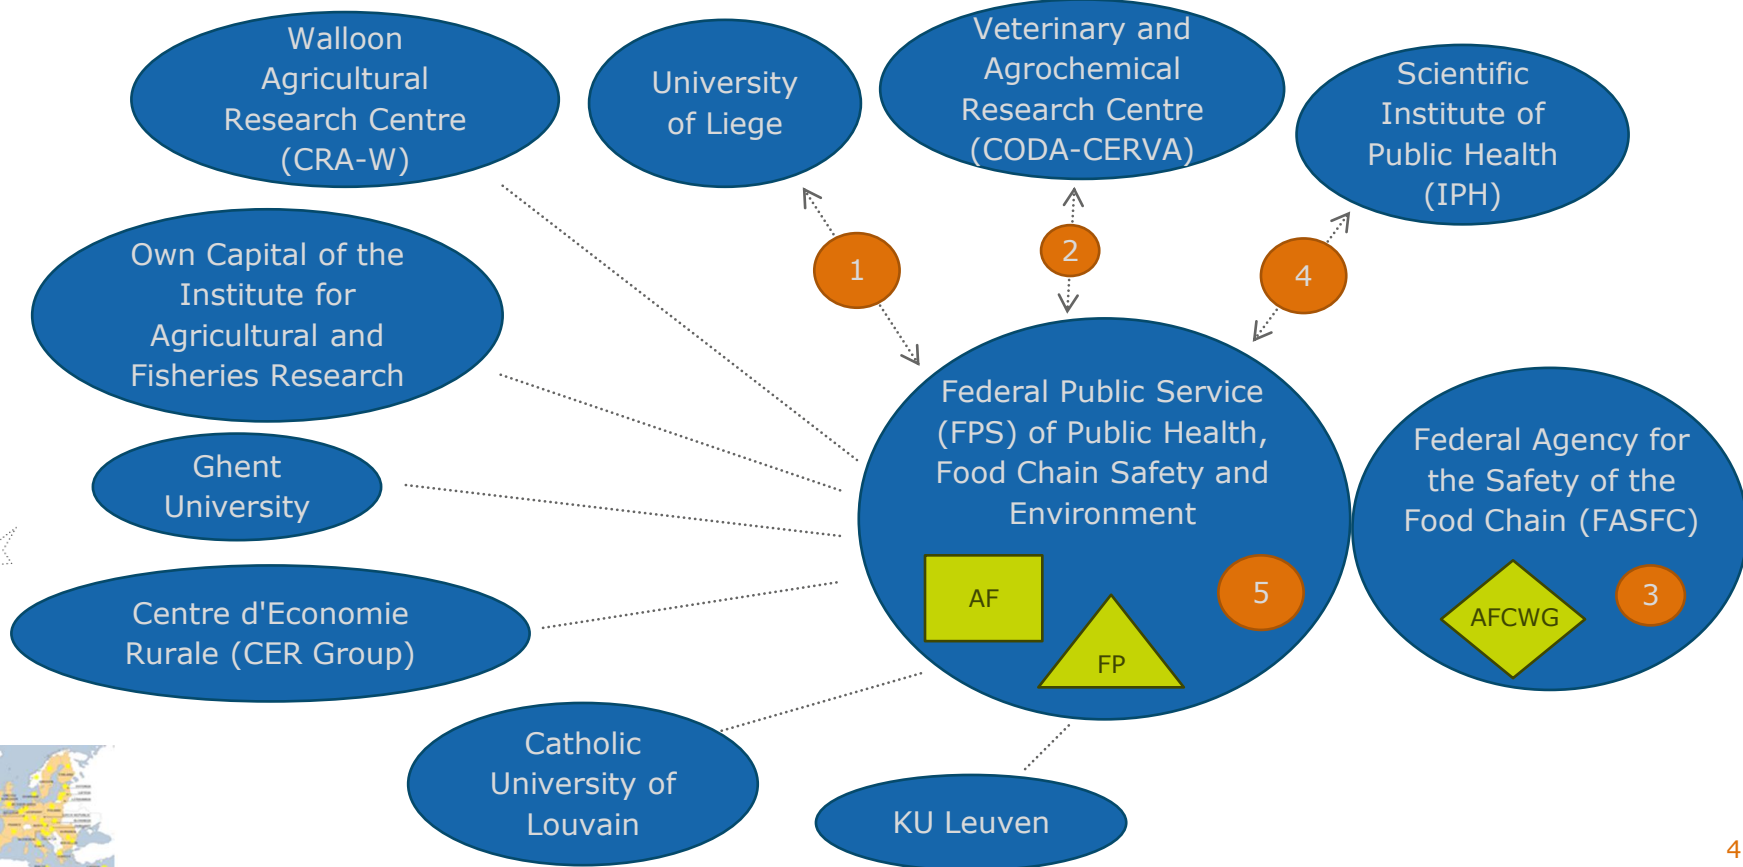 Walloon
Agricultural
Research Centre
(CRA-W)
University
of Liege
Veterinary and
Agrochemical
Research Centre
(CODA-CERVA)
Scientific
Institute of
Public Health
(IPH)
Own Capital of the
Institute for
Agricultural and
Fisheries Research
1
2
4
Ghent
University
Federal Public Service
(FPS) of Public Health,
Food Chain Safety and
Environment
AF
FP
5
Federal Agency for
the Safety of the
Food Chain (FASFC)
AFCWG
3
Centre d'Economie
Rurale (CER Group)
Catholic
University of
Louvain
KU Leuven
4